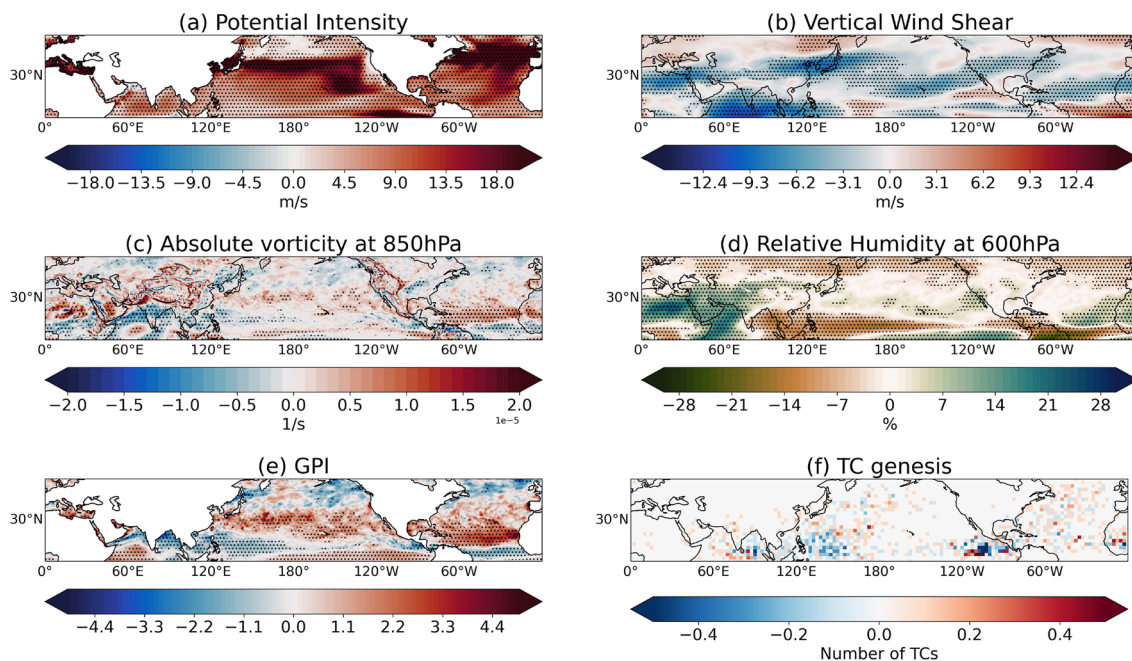 (a) Potential Intensity
30°N
0° 60°E 120°E 180° 120°W 60°W
−18.0 −13.5 −9.0 −4.5 0.0 4.5 9.0 13.5 18.0
m/s
(b) Vertical Wind Shear
30°N
0° 60°E 120°E 180° 120°W 60°W
−12.4 −9.3 −6.2 −3.1 0.0 3.1 6.2 9.3 12.4
m/s
(c) Absolute vorticity at 850hPa
30°N
0° 60°E 120°E 180° 120°W 60°W
−2.0 −1.5 −1.0 −0.5 0.0 0.5 1.0 1.5 2.0
1/s
1e−5
(d) Relative Humidity at 600hPa
30°N
0° 60°E 120°E 180° 120°W 60°W
−28 −21 −14 −7 0 7 14 21 28
%
(e) GPI
30°N
0° 60°E 120°E 180° 120°W 60°W
−4.4 −3.3 −2.2 −1.1 0.0 1.1 2.2 3.3 4.4
(f) TC genesis
30°N
0° 60°E 120°E 180° 120°W 60°W
−0.4 −0.2 0.0 0.2 0.4
Number of TCs